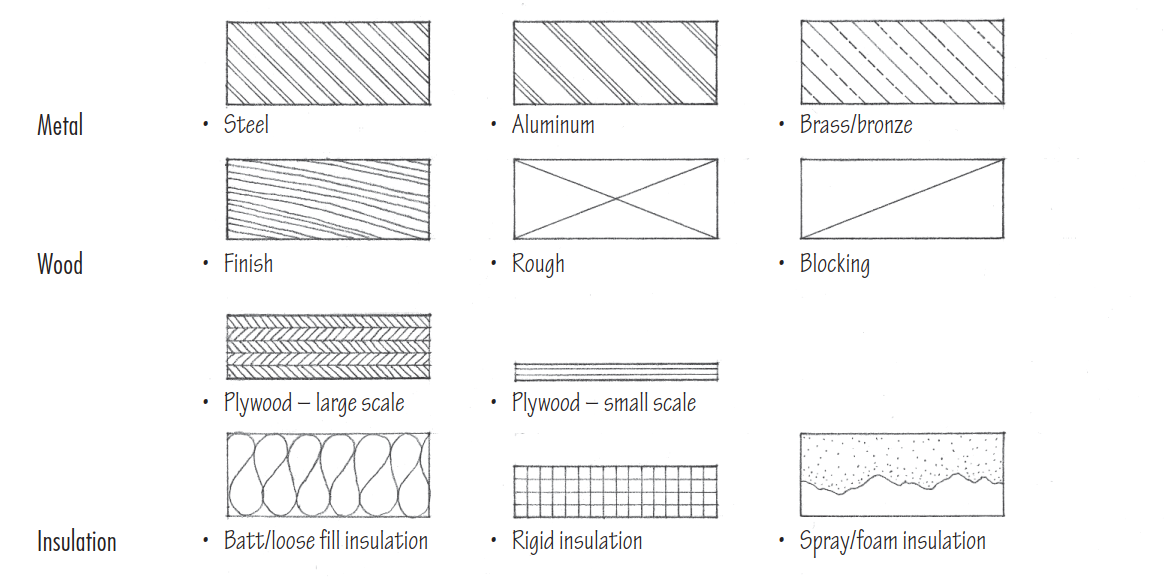 Metal • Steel • Aluminum • Brass/bronze
Wood • Finish • Rough • Blocking
• Plywood – large scale • Plywood – small scale
Insulation • Batt/loose fill insulation • Rigid insulation • Spray/foam insulation